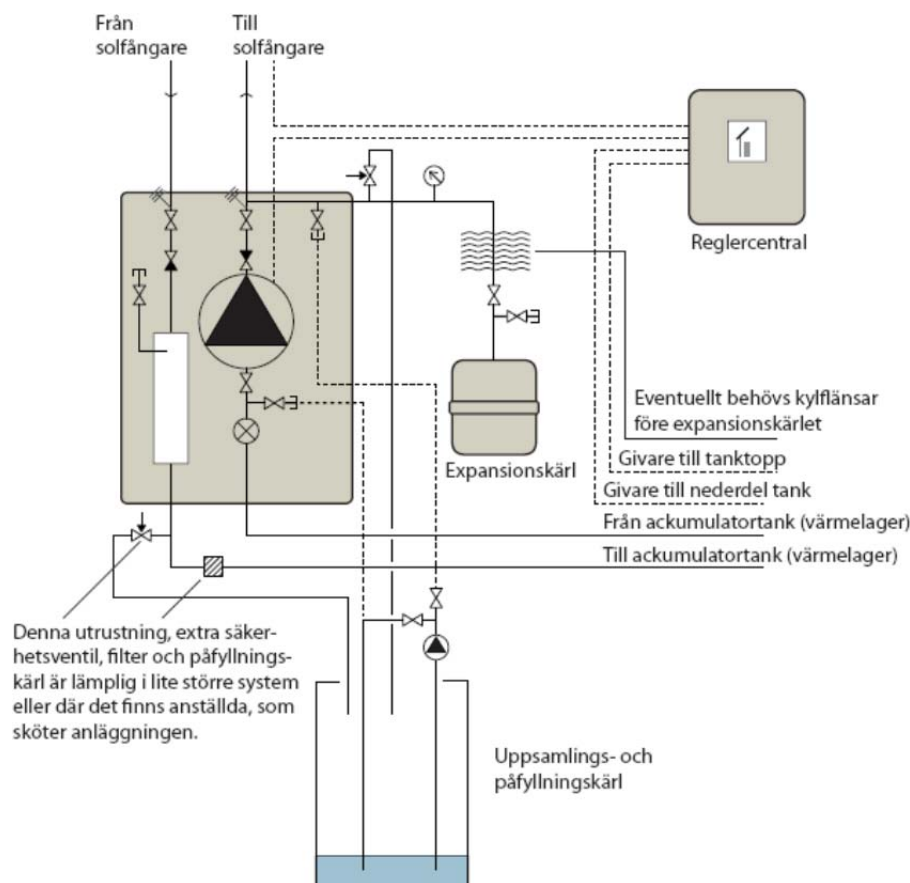 Från
solfångare
Till
solfångare
Reglercentral
Eventuellt behövs kylflänsar
före expansionskärlet
Expansionskärl
Givare till tanktopp
Givare till nederdel tank
Från ackumulatortank (värmelager)
Till ackumulatortank (värmelager)
Denna utrustning, extra säker-
hetsventil, filter och påfyllnings-
kärl är lämplig i lite större system
eller där det finns anställda, som
sköter anläggningen.
Uppsamlings- och
påfyllningskärl